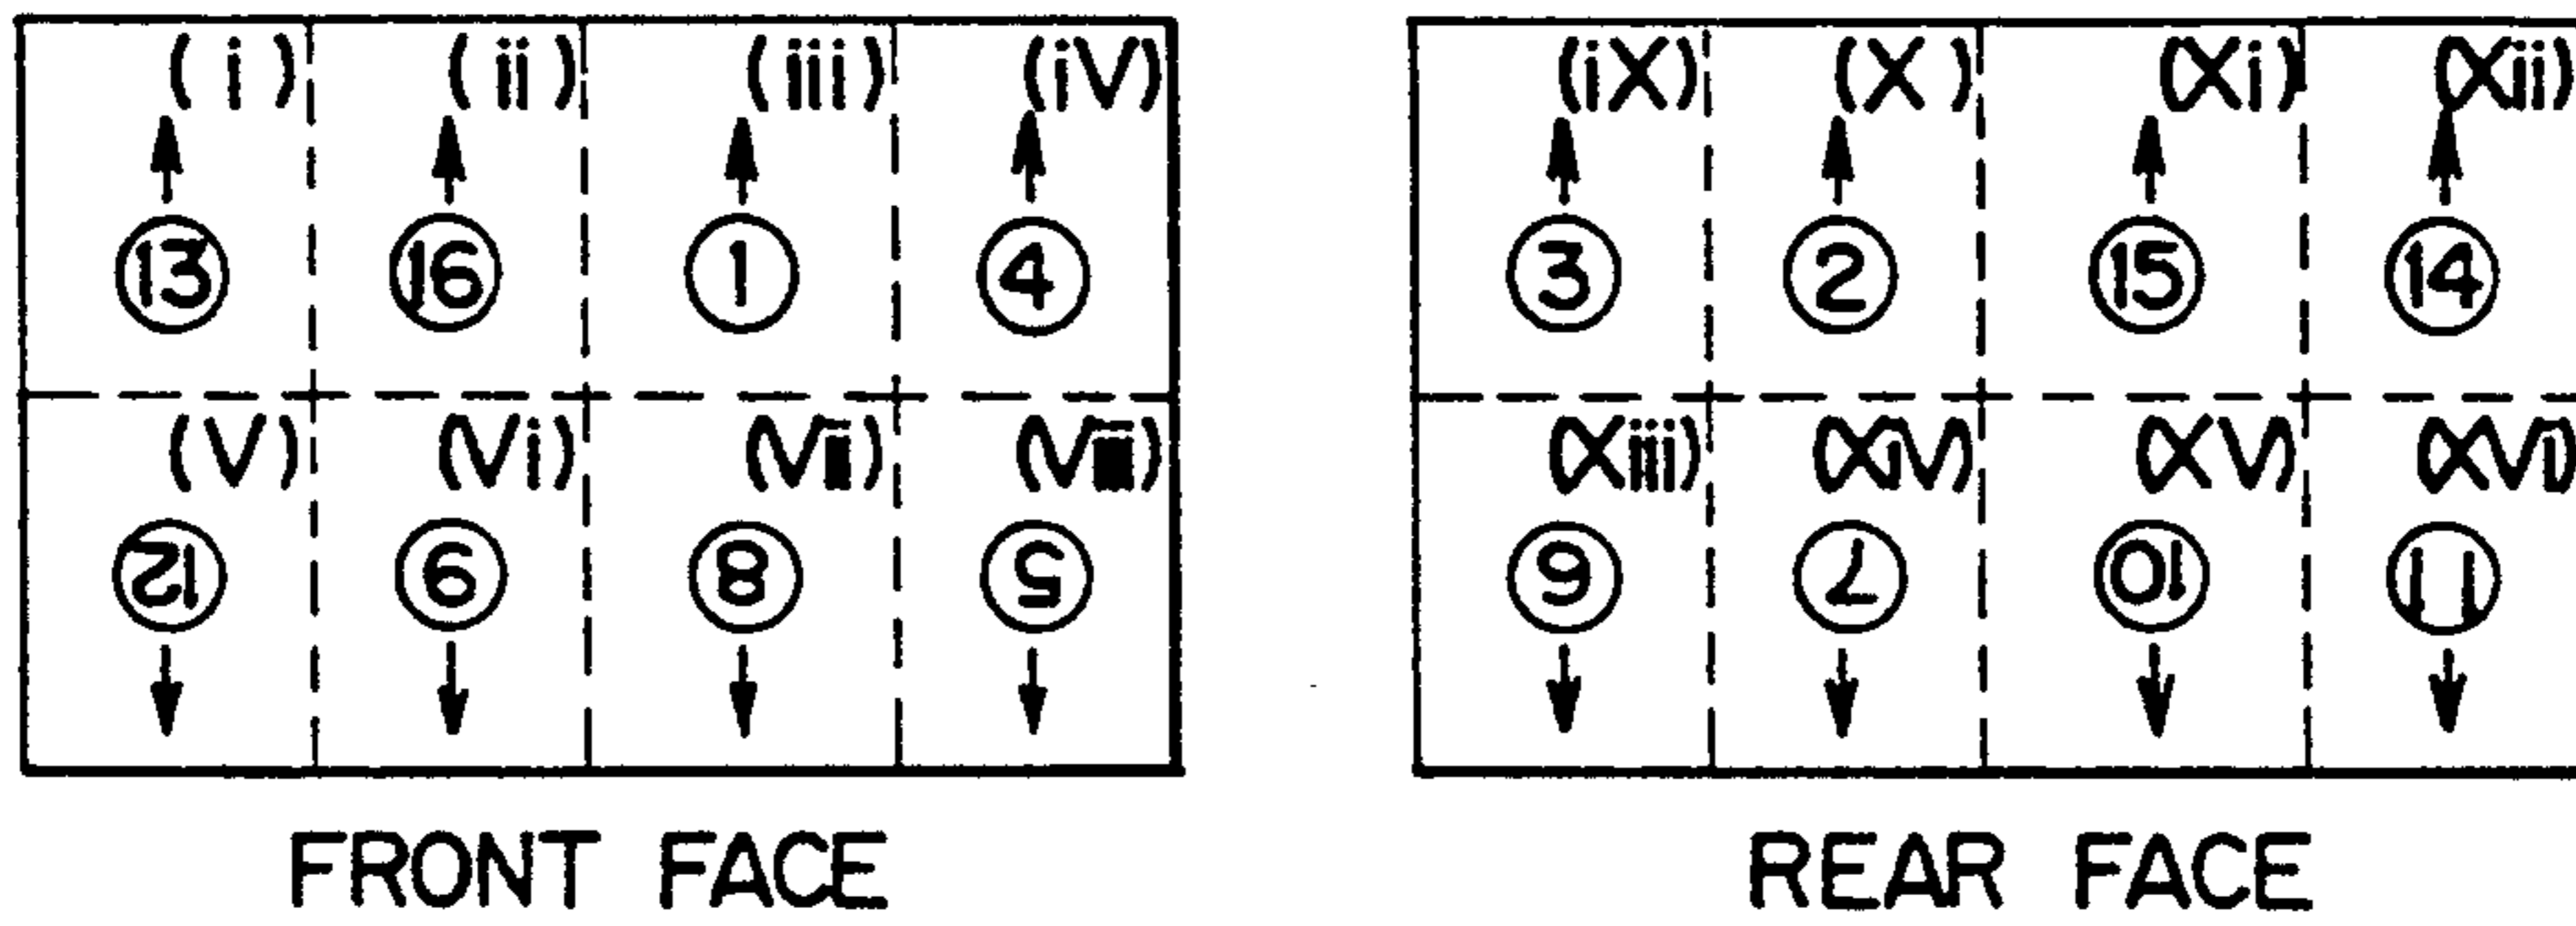 (i) (ii) (iii) (iV) (iX) (X) (Xi) (Xii)
13 16 1 4 3 2 15 14
(V) (Vi) (Vii) (Viii) (Xiii) (XiV) (XV) (XVi)
12 9 8 5 6 7 10 11
FRONT FACE REAR FACE